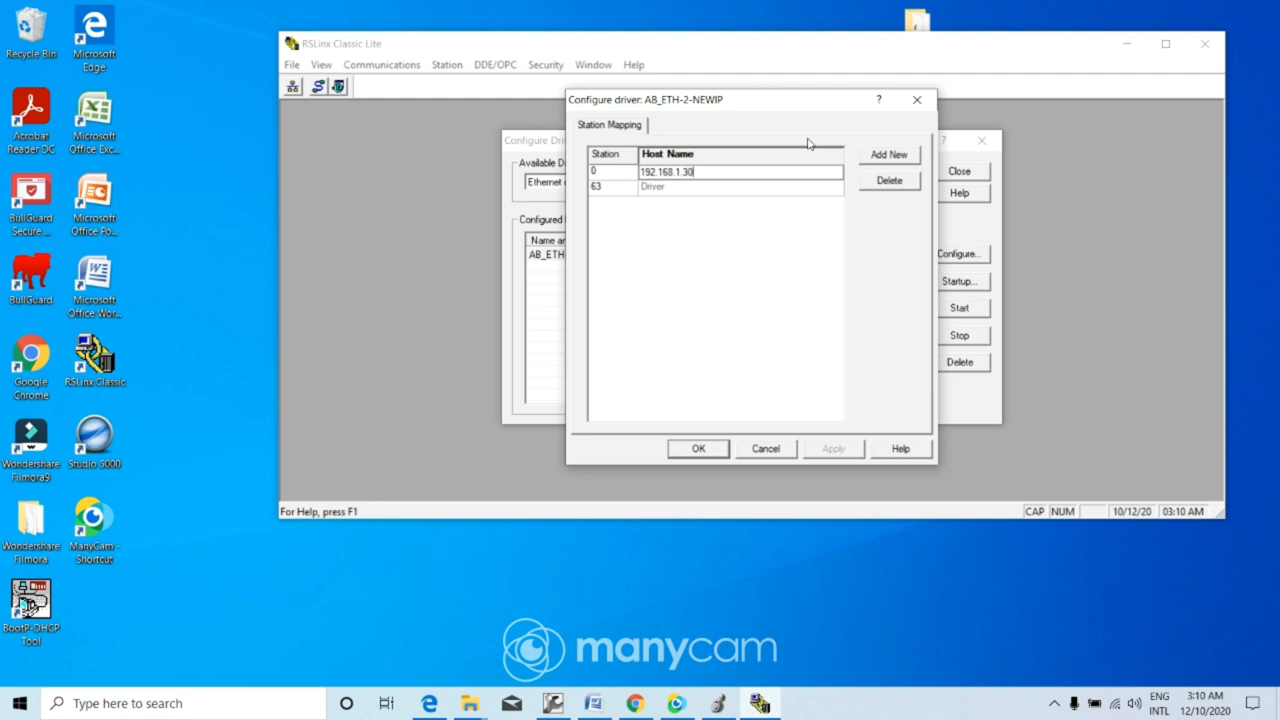 Recycle Bin
Microsoft
Edge
Acrobat
Reader DC
Microsoft
Office Exc...
BullGuard
Secure ...
Microsoft
Office Po...
BullGuard
Microsoft
Office Wor...
Google
Chrome
RSLinx Classic
Wondershare
Filmora9
Studio 5000
Wondershare
Filmora
ManyCam -
Shortcut
BootP-DHCP
Tool
RSLinx Classic Lite
File View Communications Station DDE/OPC Security Window Help
Configure Dri
Available D
Ethernet
Configured
Name an
AB_ETH
?
Close
Help
Configure...
Startup...
Start
Stop
Delete
Configure driver: AB_ETH-2-NEWIP
?
Station Mapping
Station Host Name
0 192.168.1.30
63 Driver
Add New
Delete
OK Cancel Apply Help
For Help, press F1
CAP NUM 10/12/20 03:10 AM
manycam
Type here to search
ENG
INTL
3:10 AM
12/10/2020